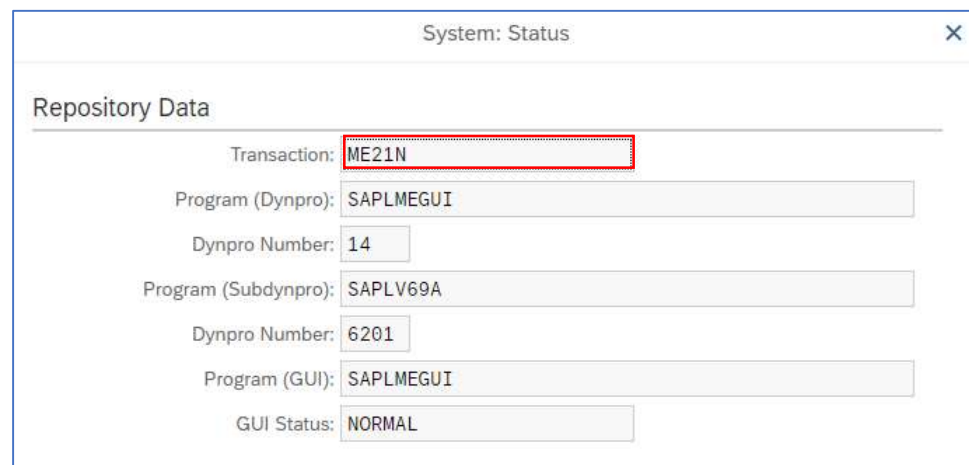 System: Status
Repository Data
Transaction: ME21N
Program (Dynpro): SAPLMEGUI
Dynpro Number: 14
Program (Subdynpro): SAPLV69A
Dynpro Number: 6201
Program (GUI): SAPLMEGUI
GUI Status: NORMAL